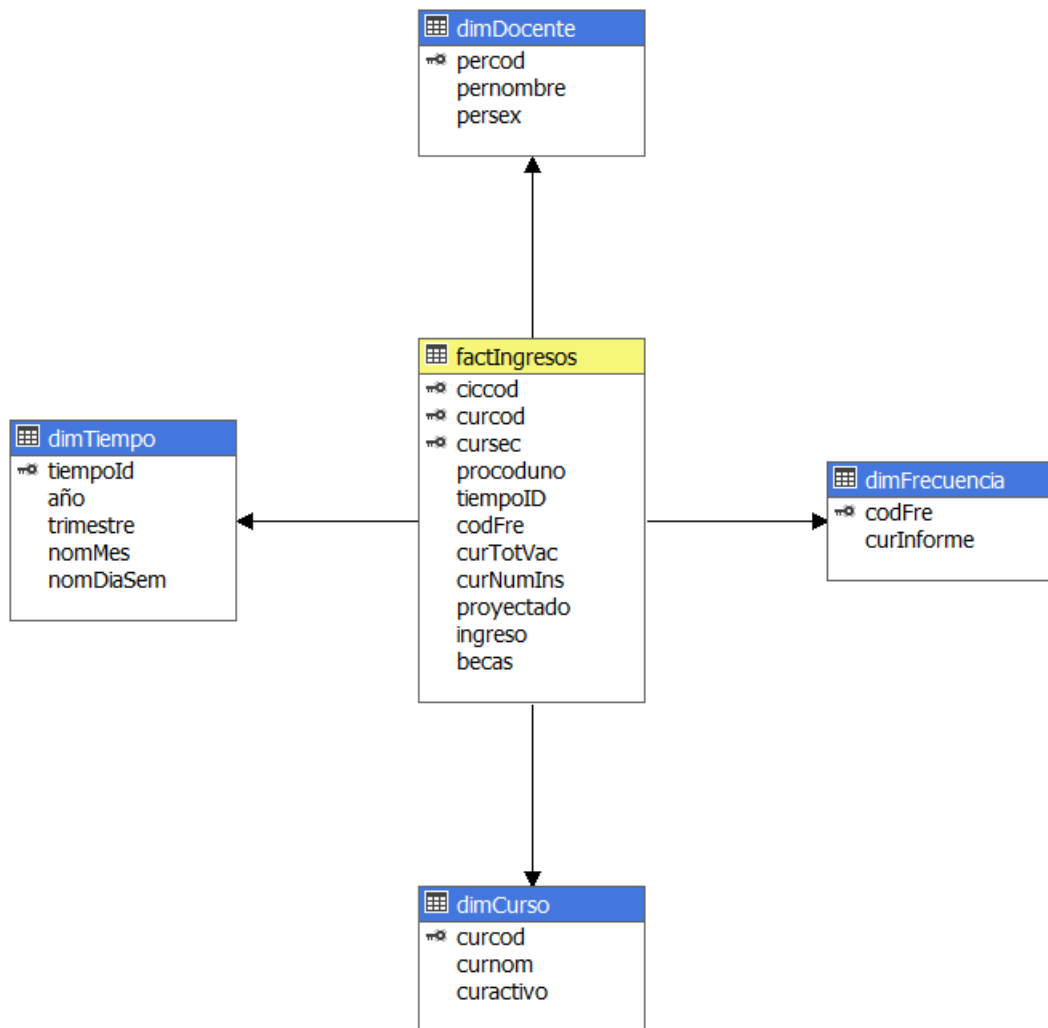 dimDocente
percod
pernombre
persex
factIngresos
ciccod
curcod
cursec
procoduno
tiempoID
codFre
curTotVac
curNumIns
proyectado
ingreso
becas
dimTiempo
tiempoId
año
trimestre
nomMes
nomDiaSem
dimFrecuencia
codFre
curInforme
dimCurso
curcod
curnom
curactivo